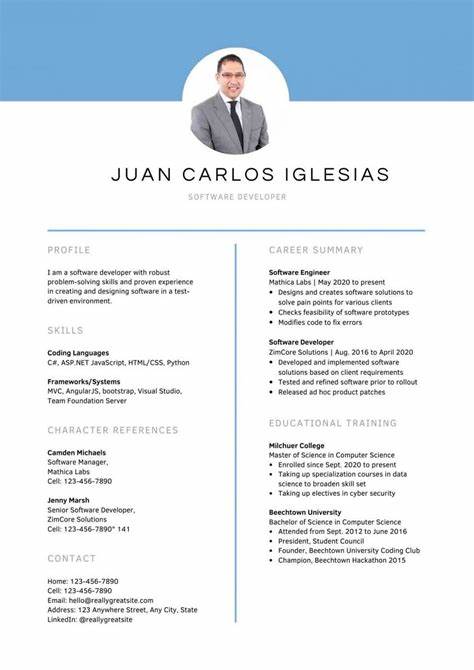 JUAN CARLOS IGLESIAS
SOFTWARE DEVELOPER
PROFILE
I am a software developer with robust
problem-solving skills and proven experience
in creating and designing software in a test-
driven environment.
SKILLS
Coding Languages
C#, ASP.NET JavaScript, HTML/CSS, Python
Frameworks/Systems
MVC, AngularJS, bootstrap, Visual Studio,
Team Foundation Server
CHARACTER REFERENCES
Camden Michaels
Software Manager,
Mathica Labs
Cell: 123-456-7890
Jenny Marsh
Senior Software Developer,
ZimCore Solutions
Cell: 123-456-7890" 141
CONTACT
Home: 123-456-7890
Cell: 123-456-7890
Email: hello@reallygreatsite.com
Address: 123 Anywhere Street, Any City, State
LinkedIn: @reallygreatsite
CAREER SUMMARY
Software Engineer
Mathica Labs | May 2020 to present
• Designs and creates software solutions to
solve pain points for various clients
• Checks feasibility of software prototypes
• Modifies code to fix errors
Software Developer
ZimCore Solutions | Aug. 2016 to April 2020
• Developed and implemented software
solutions based on client requirements
• Tested and refined software prior to rollout
• Released ad hoc product patches
EDUCATIONAL TRAINING
Milchuer College
Master of Science in Computer Science
• Enrolled since Sept. 2020 to present
• Taking up specialization courses in data
science to broaden skill set
• Taking up electives in cyber security
Beechtown University
Bachelor of Science in Computer Science
• Attended from Sept. 2012 to June 2016
• President, Student Council
• Founder, Beechtown University Coding Club
• Champion, Beechtown Hackathon 2015